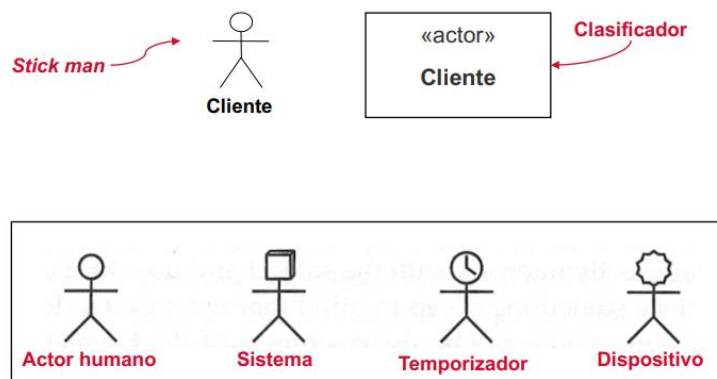 Stick man
Cliente
«actor»
Cliente
Clasificador
Actor humano
Sistema
Temporizador
Dispositivo